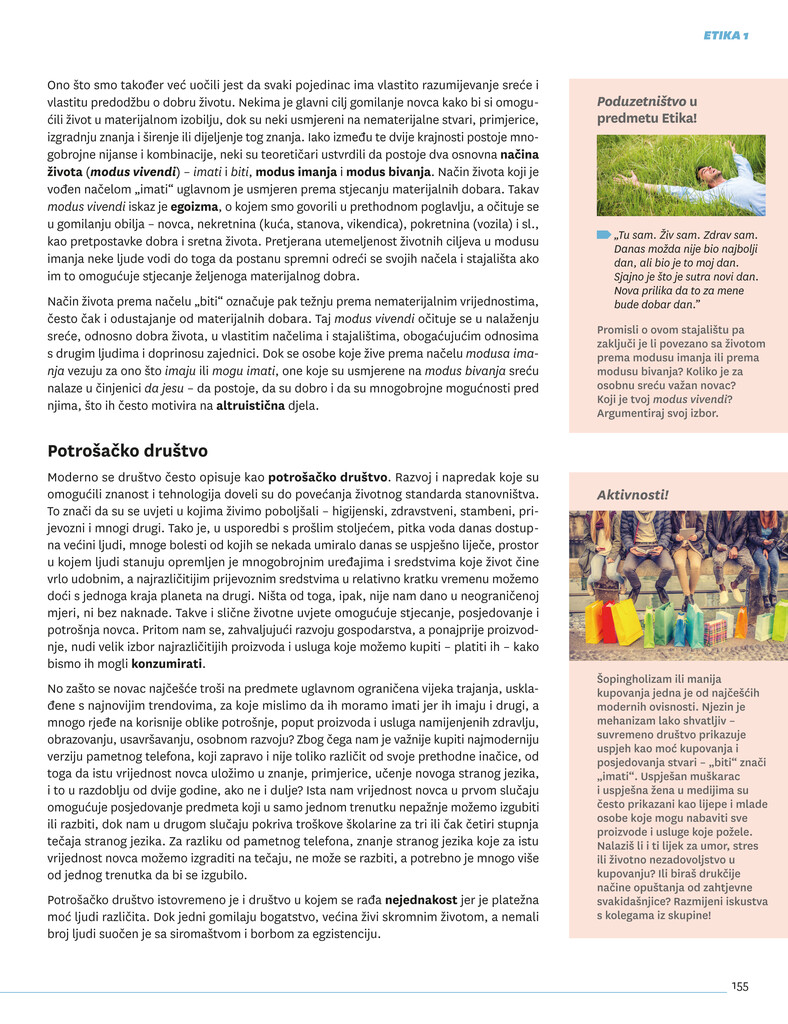 ETIKA 1
Ono što smo također već uočili jest da svaki pojedinac ima vlastito razumijevanje sreće i
vlastitu predodžbu o dobru životu. Nekima je glavni cilj gomilanje novca kako bi si omogu-
ćili život u materijalnom izobilju, dok su neki usmjereni na nematerijalne stvari, primjerice,
izgradnju znanja i širenje ili dijeljenje tog znanja. Iako između te dvije krajnosti postoje mno-
gobrojne nijanse i kombinacije, neki su teoretičari ustvrdili da postoje dva osnovna načina
života (modus vivendi) – imati i biti, modus imanja i modus bivanja. Način života koji je
vođen načelom „imati“ uglavnom je usmjeren prema stjecanju materijalnih dobara. Takav
modus vivendi iskaz je egoizma, o kojem smo govorili u prethodnom poglavlju, a očituje se
u gomilanju obilja – novca, nekretnina (kuća, stanova, vikendica), pokretnina (vozila) i sl.,
kao pretpostavke dobra i sretna života. Pretjerana utemeljenost životnih ciljeva u modusu
imanja neke ljude vodi do toga da postanu spremni odreći se svojih načela i stajališta ako
im to omogućuje stjecanje željenoga materijalnog dobra.
Način života prema načelu „biti“ označuje pak težnju prema nematerijalnim vrijednostima,
često čak i odustajanje od materijalnih dobara. Taj modus vivendi očituje se u nalaženju
sreće, odnosno dobra života, u vlastitim načelima i stajalištima, obogaćujućim odnosima
s drugim ljudima i doprinosu zajednici. Dok se osobe koje žive prema načelu modusa ima-
nja vezuju za ono što imaju ili mogu imati, one koje su usmjerene na modus bivanja sreću
nalaze u činjenici da jesu – da postoje, da su dobro i da su mnogobrojne mogućnosti pred
njima, što ih često motivira na altruistična djela.
Potrošačko društvo
Moderno se društvo često opisuje kao potrošačko društvo. Razvoj i napredak koje su
omogućili znanost i tehnologija doveli su do povećanja životnog standarda stanovništva.
To znači da su se uvjeti u kojima živimo poboljšali – higijenski, zdravstveni, stambeni, pri-
jevozni i mnogi drugi. Tako je, u usporedbi s prošlim stoljećem, pitka voda danas dostup-
na većini ljudi, mnoge bolesti od kojih se nekada umiralo danas se uspješno liječe, prostor
u kojem ljudi stanuju opremljen je mnogobrojnim uređajima i sredstvima koje život čine
vrlo udobnim, a najrazličitijim prijevoznim sredstvima u relativno kratku vremenu možemo
doći s jednoga kraja planeta na drugi. Ništa od toga, ipak, nije nam dano u neograničenoj
mjeri, ni bez naknade. Takve i slične životne uvjete omogućuje stjecanje, posjedovanje i
potrošnja novca. Pritom nam se, zahvaljujući razvoju gospodarstva, a ponajprije proizvod-
nje, nudi velik izbor najrazličitijih proizvoda i usluga koje možemo kupiti – platiti ih – kako
bismo ih mogli konzumirati.
No zašto se novac najčešće troši na predmete uglavnom ograničena vijeka trajanja, uskla-
đene s najnovijim trendovima, za koje mislimo da ih moramo imati jer ih imaju i drugi, a
mnogo rjeđe na korisnije oblike potrošnje, poput proizvoda i usluga namijenjenih zdravlju,
obrazovanju, usavršavanju, osobnom razvoju? Zbog čega nam je važnije kupiti najmoderniju
verziju pametnog telefona, koji zapravo i nije toliko različit od svoje prethodne inačice, od
toga da istu vrijednost novca uložimo u znanje, primjerice, učenje novoga stranog jezika,
i to u razdoblju od dvije godine, ako ne i dulje? Ista nam vrijednost novca u prvom slučaju
omogućuje posjedovanje predmeta koji u samo jednom trenutku nepažnje možemo izgubiti
ili razbiti, dok nam u drugom slučaju pokriva troškove školarine za tri ili čak četiri stupnja
tečaja stranog jezika. Za razliku od pametnog telefona, znanje stranog jezika koje za istu
vrijednost novca možemo izgraditi na tečaju, ne može se razbiti, a potrebno je mnogo više
od jednog trenutka da bi se izgubilo.
Potrošačko društvo istovremeno je i društvo u kojem se rađa nejednakost jer je platežna
moć ljudi različita. Dok jedni gomilaju bogatstvo, većina živi skromnim životom, a nemali
broj ljudi suočen je sa siromaštvom i borbom za egzistenciju.
Poduzetništvo u
predmetu Etika!
„Tu sam. Živ sam. Zdrav sam.
Danas možda nije bio najbolji
dan, ali bio je to moj dan.
Sjajno je što je sutra novi dan.
Nova prilika da to za mene
bude dobar dan.”
Promisli o ovom stajalištu pa
zaključi je li povezano sa životom
prema modusu imanja ili prema
modusu bivanja? Koliko je za
osobnu sreću važan novac?
Koji je tvoj modus vivendi?
Argumentiraj svoj izbor.
Aktivnosti!
Šopingholizam ili manija
kupovanja jedna je od najčešćih
modernih ovisnosti. Njezin je
mehanizam lako shvatljiv –
suvremeno društvo prikazuje
uspjeh kao moć kupovanja i
posjedovanja stvari – „biti” znači
„imati”. Uspješan muškarac
i uspješna žena u medijima su
često prikazani kao lijepe i mlade
osobe koje mogu nabaviti sve
proizvode i usluge koje požele.
Nalaziš li i ti lijek za umor, stres
ili životno nezadovoljstvo u
kupovanju? Ili biraš drukčije
načine opuštanja od zahtjevne
svakidašnjice? Razmijeni iskustva
s kolegama iz skupine!
155